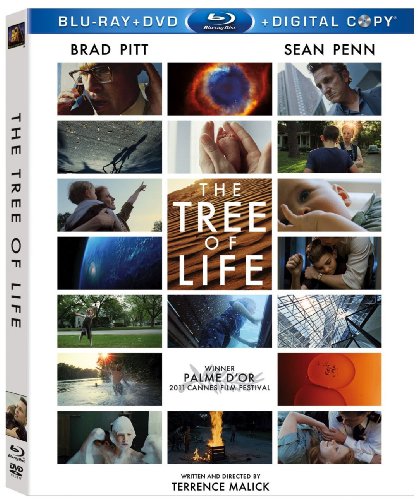 BLU-RAY + DVD Blu-ray Disc + DIGITAL COPY
BRAD PITT SEAN PENN
THE
TREE
OF
LIFE
WINNER
PALME D'OR
2011 CANNES FILM FESTIVAL
WRITTEN AND DIRECTED BY
TERRENCE MALICK
THE TREE OF LIFE
DVD